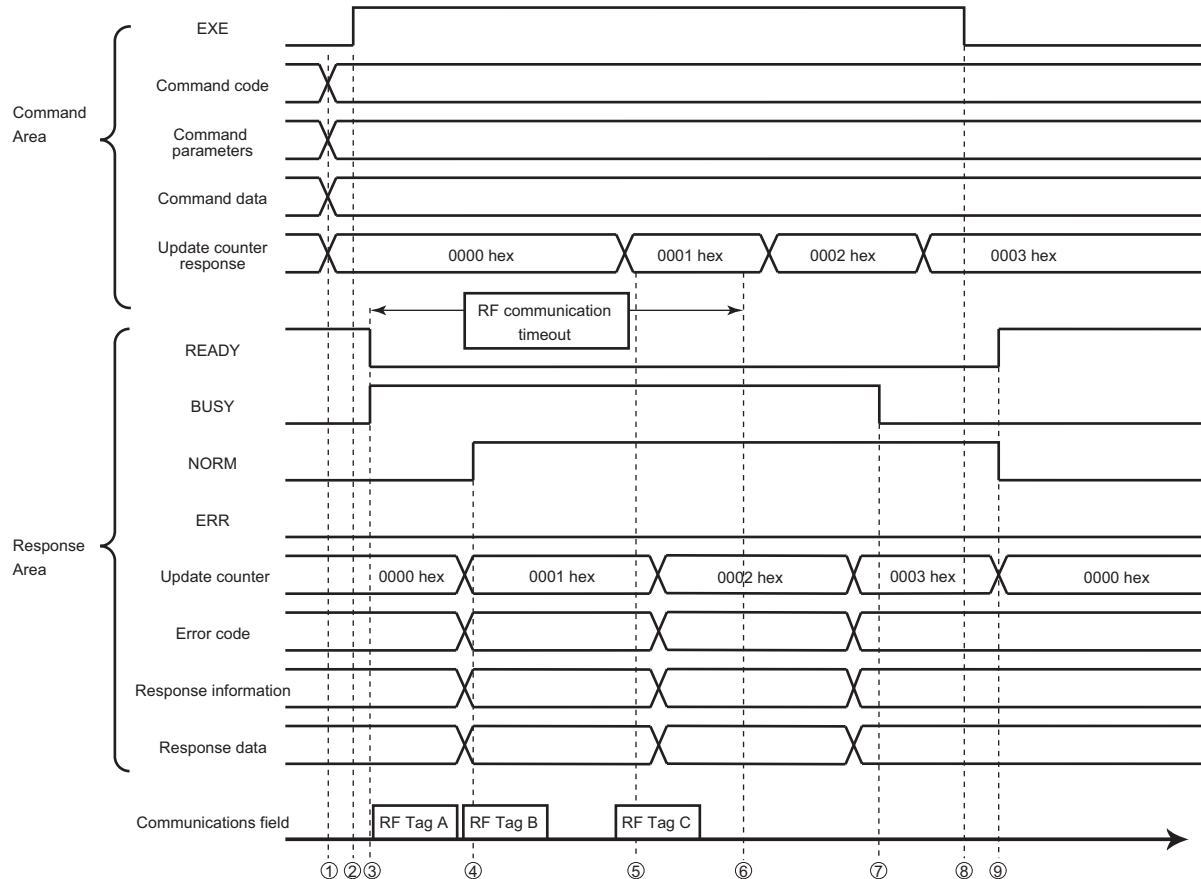 EXE
Command code
Command
Area
Command
parameters
Command data
Update counter
response
0000 hex
0001 hex
0002 hex
0003 hex
RF communication
timeout
READY
BUSY
NORM
ERR
Response
Area
Update counter
0000 hex
0001 hex
0002 hex
0003 hex
0000 hex
Error code
Response information
Response data
Communications field
RF Tag A
RF Tag B
RF Tag C
① ② ③ ④ ⑤ ⑥ ⑦ ⑧ ⑨